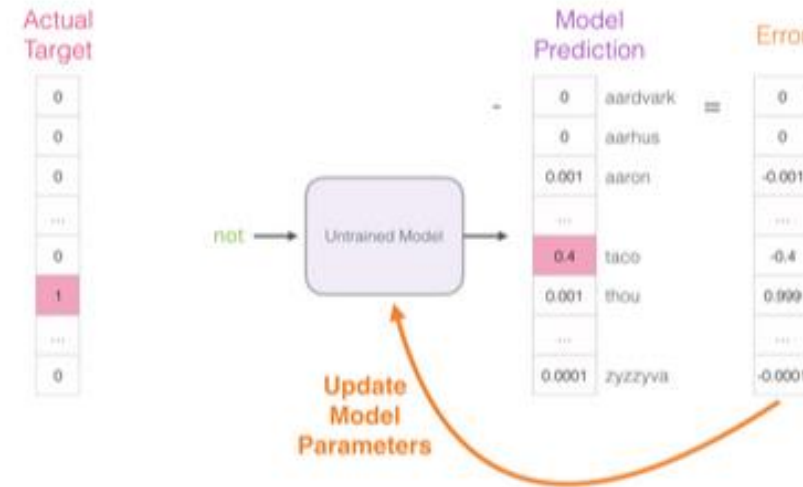 Actual
Target
0
0
0
...
0
1
...
0
not
Untrained Model
Update
Model
Parameters
-
Model
Prediction
0 aardvark
0 aarhus
0.001 aaron
...
0.4 taco
0.001 thou
...
0.0001 zyzzyva
=
Error
0
0
-0.001
...
-0.4
0.999
...
-0.0001